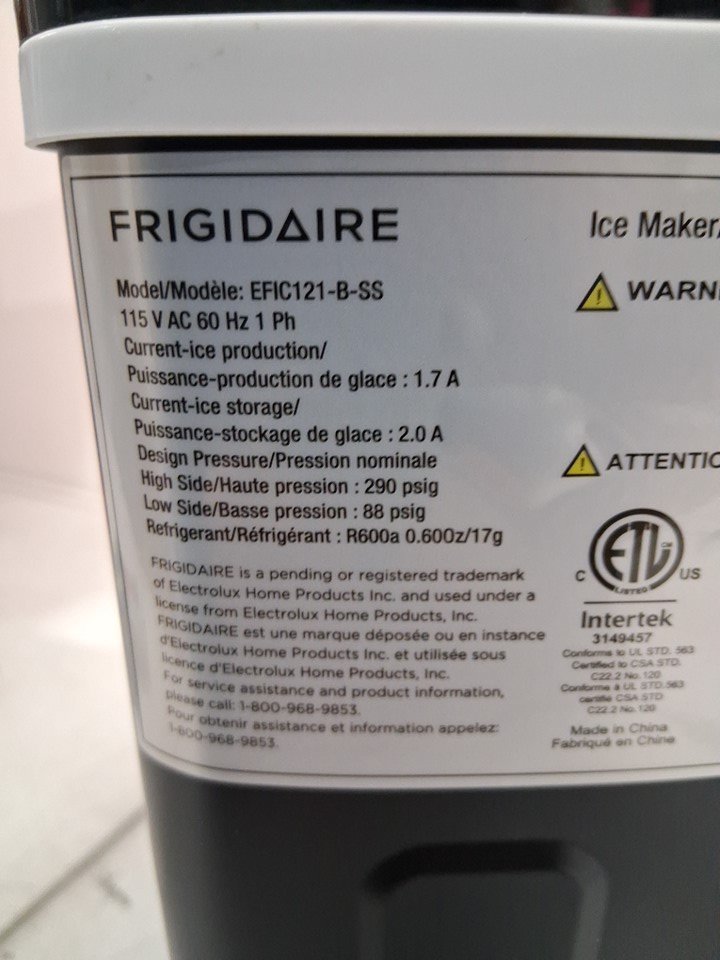 FRIGIDAIRE
Model/Modèle: EFIC121-B-SS
115 V AC 60 Hz 1 Ph
Current-ice production/
Puissance-production de glace : 1.7 A
Current-ice storage/
Puissance-stockage de glace : 2.0 A
Design Pressure/Pression nominale
High Side/Haute pression : 290 psig
Low Side/Basse pression : 88 psig
Refrigerant/Réfrigérant : R600a 0.60Oz/17g
FRIGIDAIRE is a pending or registered trademark
of Electrolux Home Products Inc. and used under a
license from Electrolux Home Products, Inc.
FRIGIDAIRE est une marque déposée ou en instance
d'Electrolux Home Products Inc. et utilisée sous
licence d'Electrolux Home Products, Inc.
For service assistance and product information,
please call: 1-800-968-9853.
Pour obtenir assistance et information appelez:
1-800-968-9853.
Ice Maker/
WARN
ATTENTIO
C ETL US
LISTED
Intertek
3149457
Conforms to UL STD. 563
Certified to CSA STD.
C22.2 No. 120
Conforme à UL STD.563
certifié CSA STD
C22.2 No. 120
Made in China
Fabriqué en Chine